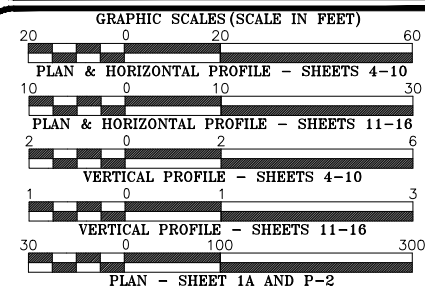 GRAPHIC SCALES (SCALE IN FEET)
20 0 20 60
PLAN & HORIZONTAL PROFILE - SHEETS 4-10
10 0 10 30
PLAN & HORIZONTAL PROFILE - SHEETS 11-16
2 0 2 6
VERTICAL PROFILE - SHEETS 4-10
1 0 1 3
VERTICAL PROFILE - SHEETS 11-16
30 0 100 300
PLAN - SHEET 1A AND P-2